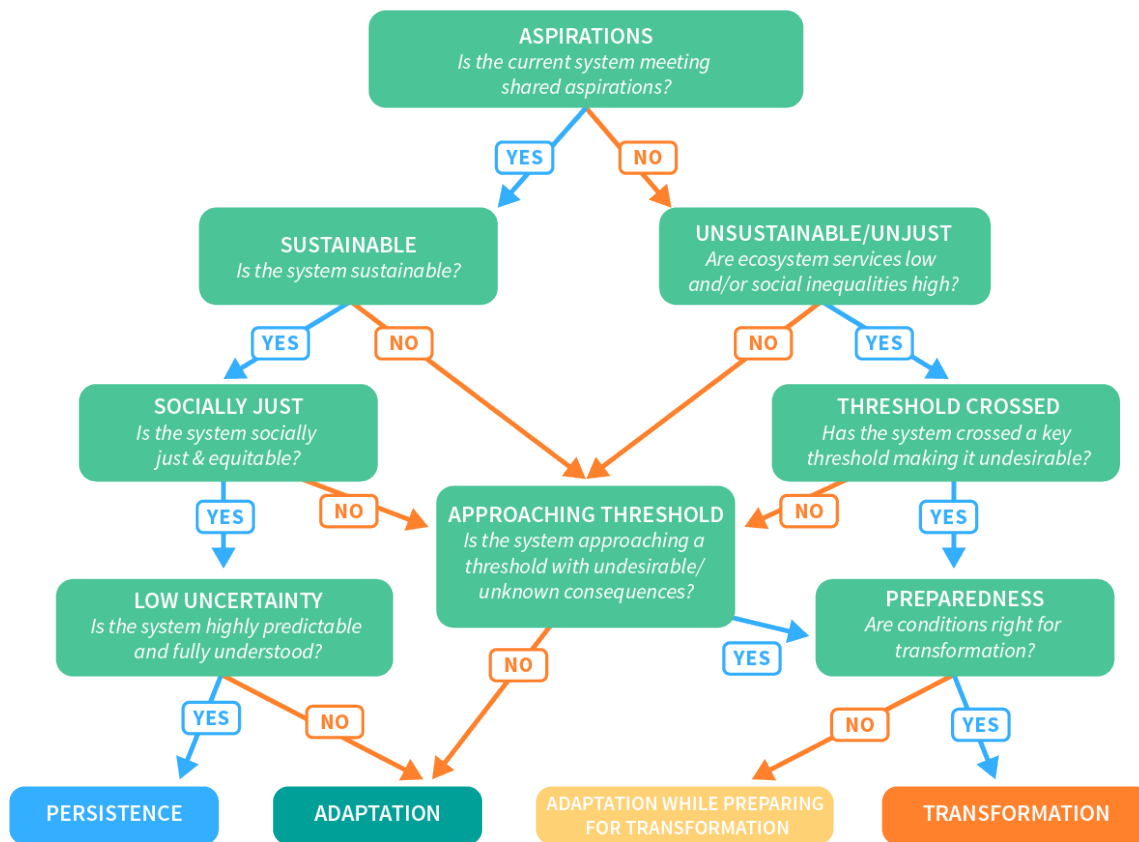 ASPIRATIONS
Is the current system meeting
shared aspirations?
YES
NO
SUSTAINABLE
Is the system sustainable?
UNSUSTAINABLE/UNJUST
Are ecosystem services low
and/or social inequalities high?
YES
NO
NO
YES
SOCIALLY JUST
Is the system socially
just & equitable?
THRESHOLD CROSSED
Has the system crossed a key
threshold making it undesirable?
YES
NO
APPROACHING THRESHOLD
Is the system approaching a
threshold with undesirable/
unknown consequences?
NO
YES
LOW UNCERTAINTY
Is the system highly predictable
and fully understood?
PREPAREDNESS
Are conditions right for
transformation?
YES
NO
NO
YES
NO
YES
PERSISTENCE
ADAPTATION
ADAPTATION WHILE PREPARING
FOR TRANSFORMATION
TRANSFORMATION